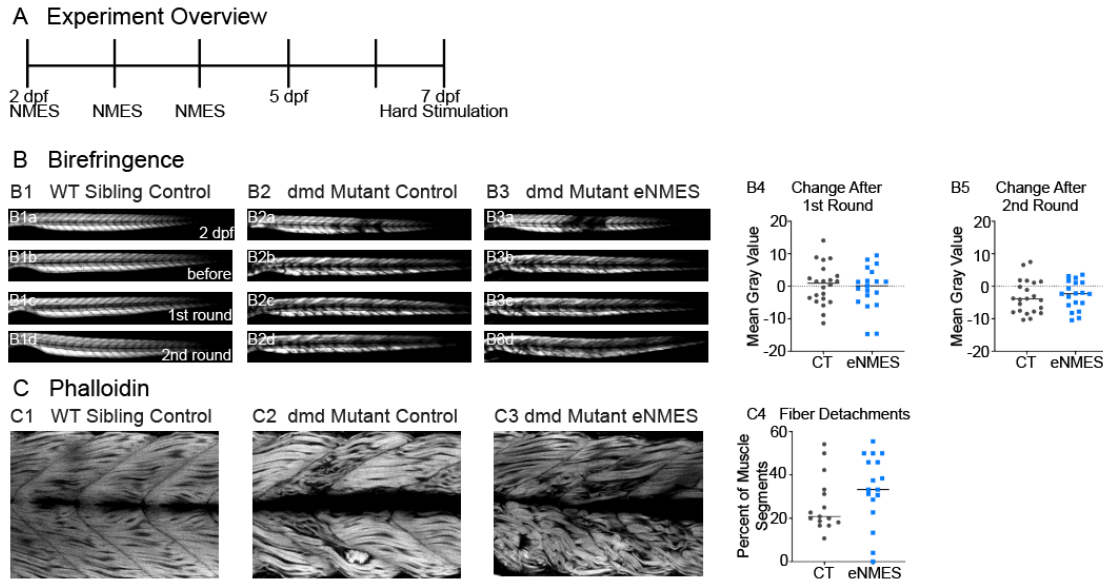 A Experiment Overview
2 dpf 5 dpf 7 dpf
NMES NMES NMES Hard Stimulation
B Birefringence
B1 WT Sibling Control
B2 dmd Mutant Control
B3 dmd Mutant eNMES
B1a
2 dpf
B1b
before
B1c
1st round
B1d
2nd round
B2a
B2b
B2c
B2d
B3a
B3b
B3c
B3d
B4 Change After
1st Round
Mean Gray Value
20
10
0
-10
-20
CT eNMES
B5 Change After
2nd Round
Mean Gray Value
20
10
0
-10
-20
CT eNMES
C Phalloidin
C1 WT Sibling Control
C2 dmd Mutant Control
C3 dmd Mutant eNMES
C4 Fiber Detachments
Percent of Muscle
Segments
60
40
20
0
CT eNMES